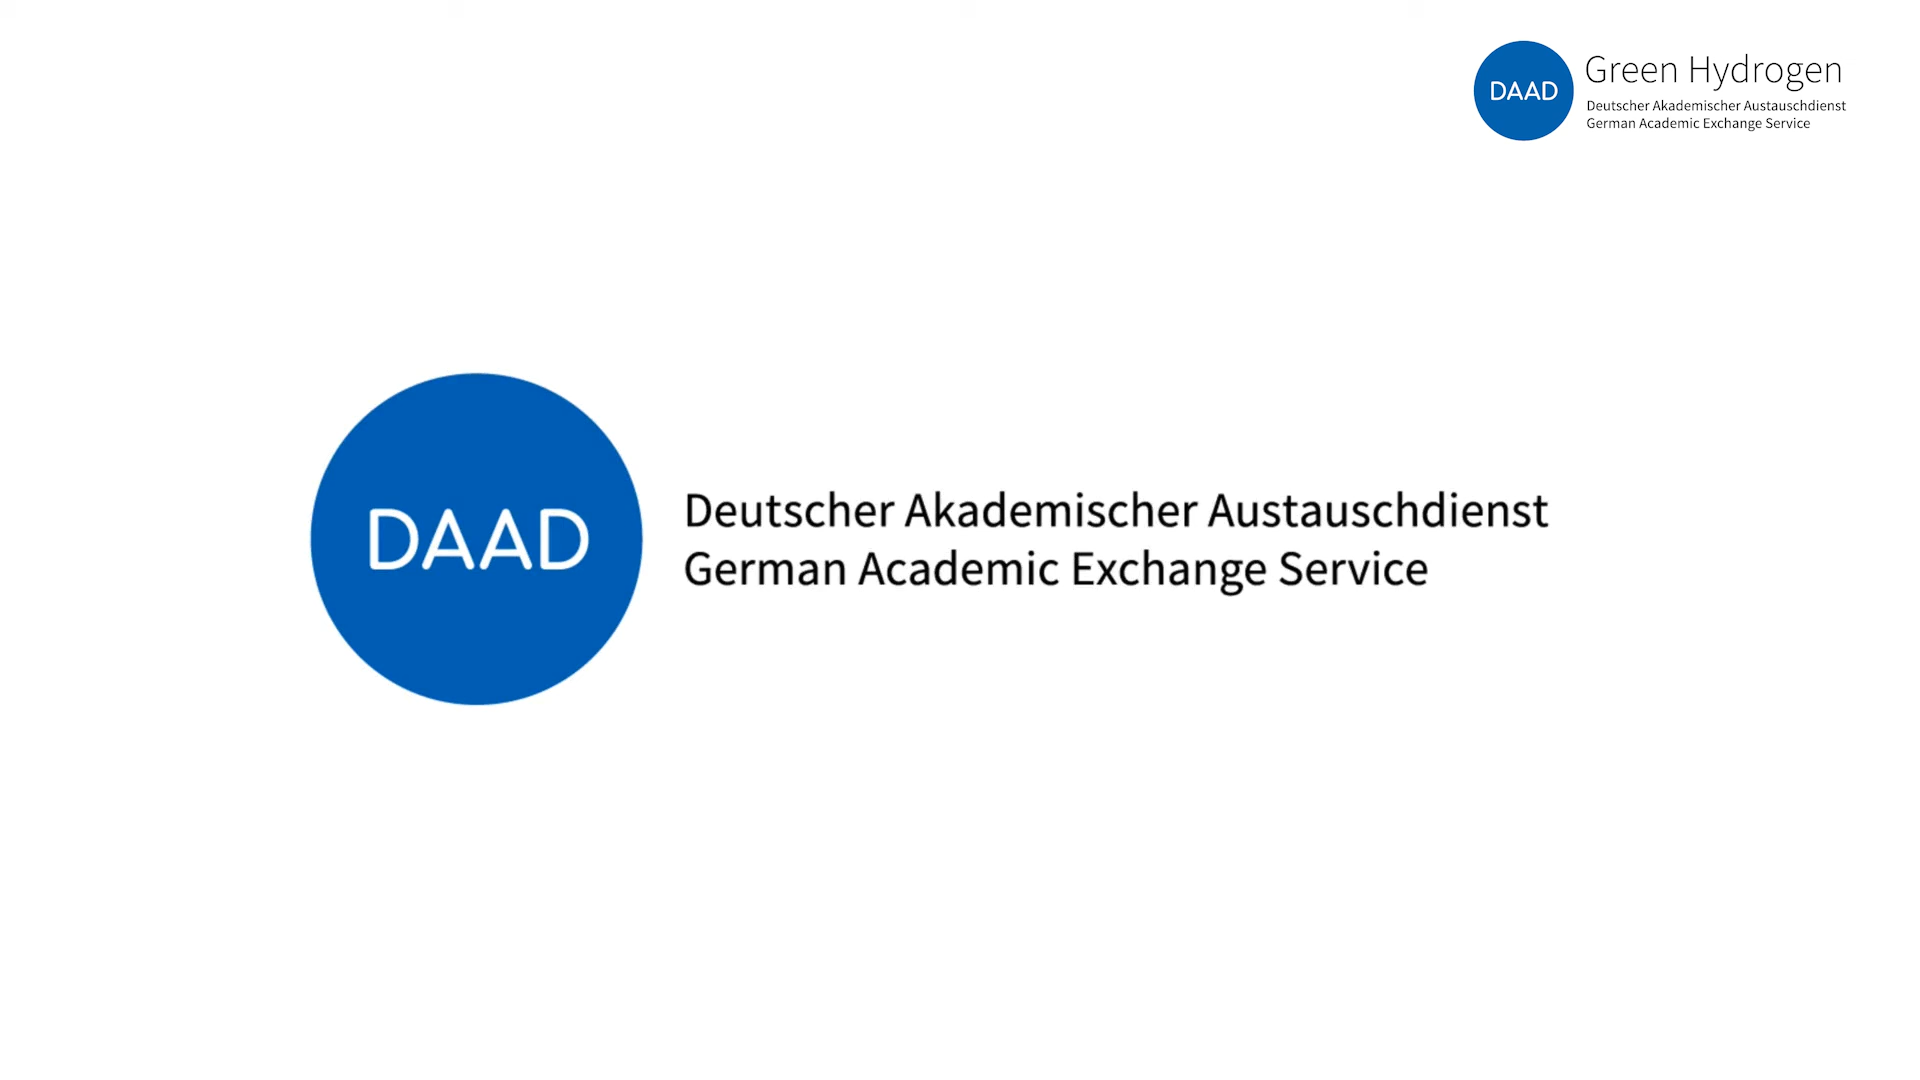 DAAD
Green Hydrogen
Deutscher Akademischer Austauschdienst
German Academic Exchange Service
DAAD
Deutscher Akademischer Austauschdienst
German Academic Exchange Service